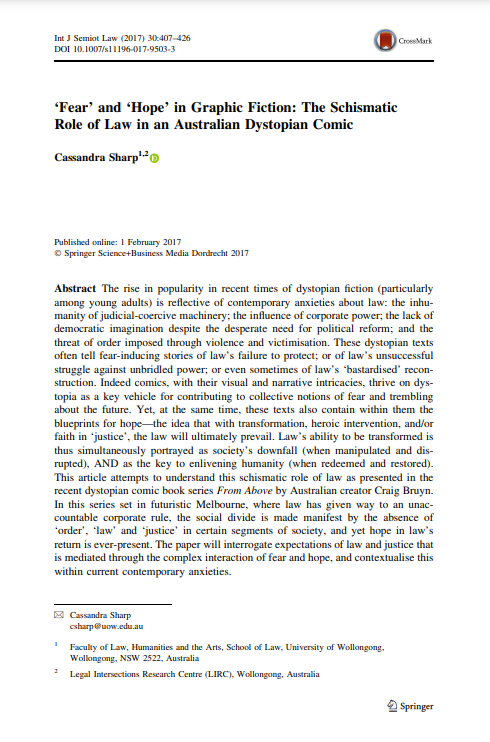 Int J Semiot Law (2017) 30:407–426
DOI 10.1007/s11196-017-9503-3
CrossMark
‘Fear’ and ‘Hope’ in Graphic Fiction: The Schismatic
Role of Law in an Australian Dystopian Comic
Cassandra Sharp1,2
Published online: 1 February 2017
© Springer Science+Business Media Dordrecht 2017
Abstract The rise in popularity in recent times of dystopian fiction (particularly
among young adults) is reflective of contemporary anxieties about law: the inhu-
manity of judicial-coercive machinery; the influence of corporate power; the lack of
democratic imagination despite the desperate need for political reform; and the
threat of order imposed through violence and victimisation. These dystopian texts
often tell fear-inducing stories of law’s failure to protect; or of law’s unsuccessful
struggle against unbridled power; or even sometimes of law’s ‘bastardised’ recon-
struction. Indeed comics, with their visual and narrative intricacies, thrive on dys-
topia as a key vehicle for contributing to collective notions of fear and trembling
about the future. Yet, at the same time, these texts also contain within them the
blueprints for hope—the idea that with transformation, heroic intervention, and/or
faith in ‘justice’, the law will ultimately prevail. Law’s ability to be transformed is
thus simultaneously portrayed as society’s downfall (when manipulated and dis-
rupted), AND as the key to enlivening humanity (when redeemed and restored).
This article attempts to understand this schismatic role of law as presented in the
recent dystopian comic book series From Above by Australian creator Craig Bruyn.
In this series set in futuristic Melbourne, where law has given way to an unac-
countable corporate rule, the social divide is made manifest by the absence of
‘order’, ‘law’ and ‘justice’ in certain segments of society, and yet hope in law’s
return is ever-present. The paper will interrogate expectations of law and justice that
is mediated through the complex interaction of fear and hope, and contextualise this
within current contemporary anxieties.
Cassandra Sharp
csharp@uow.edu.au
1 Faculty of Law, Humanities and the Arts, School of Law, University of Wollongong,
Wollongong, NSW 2522, Australia
2 Legal Intersections Research Centre (LIRC), Wollongong, Australia
Springer